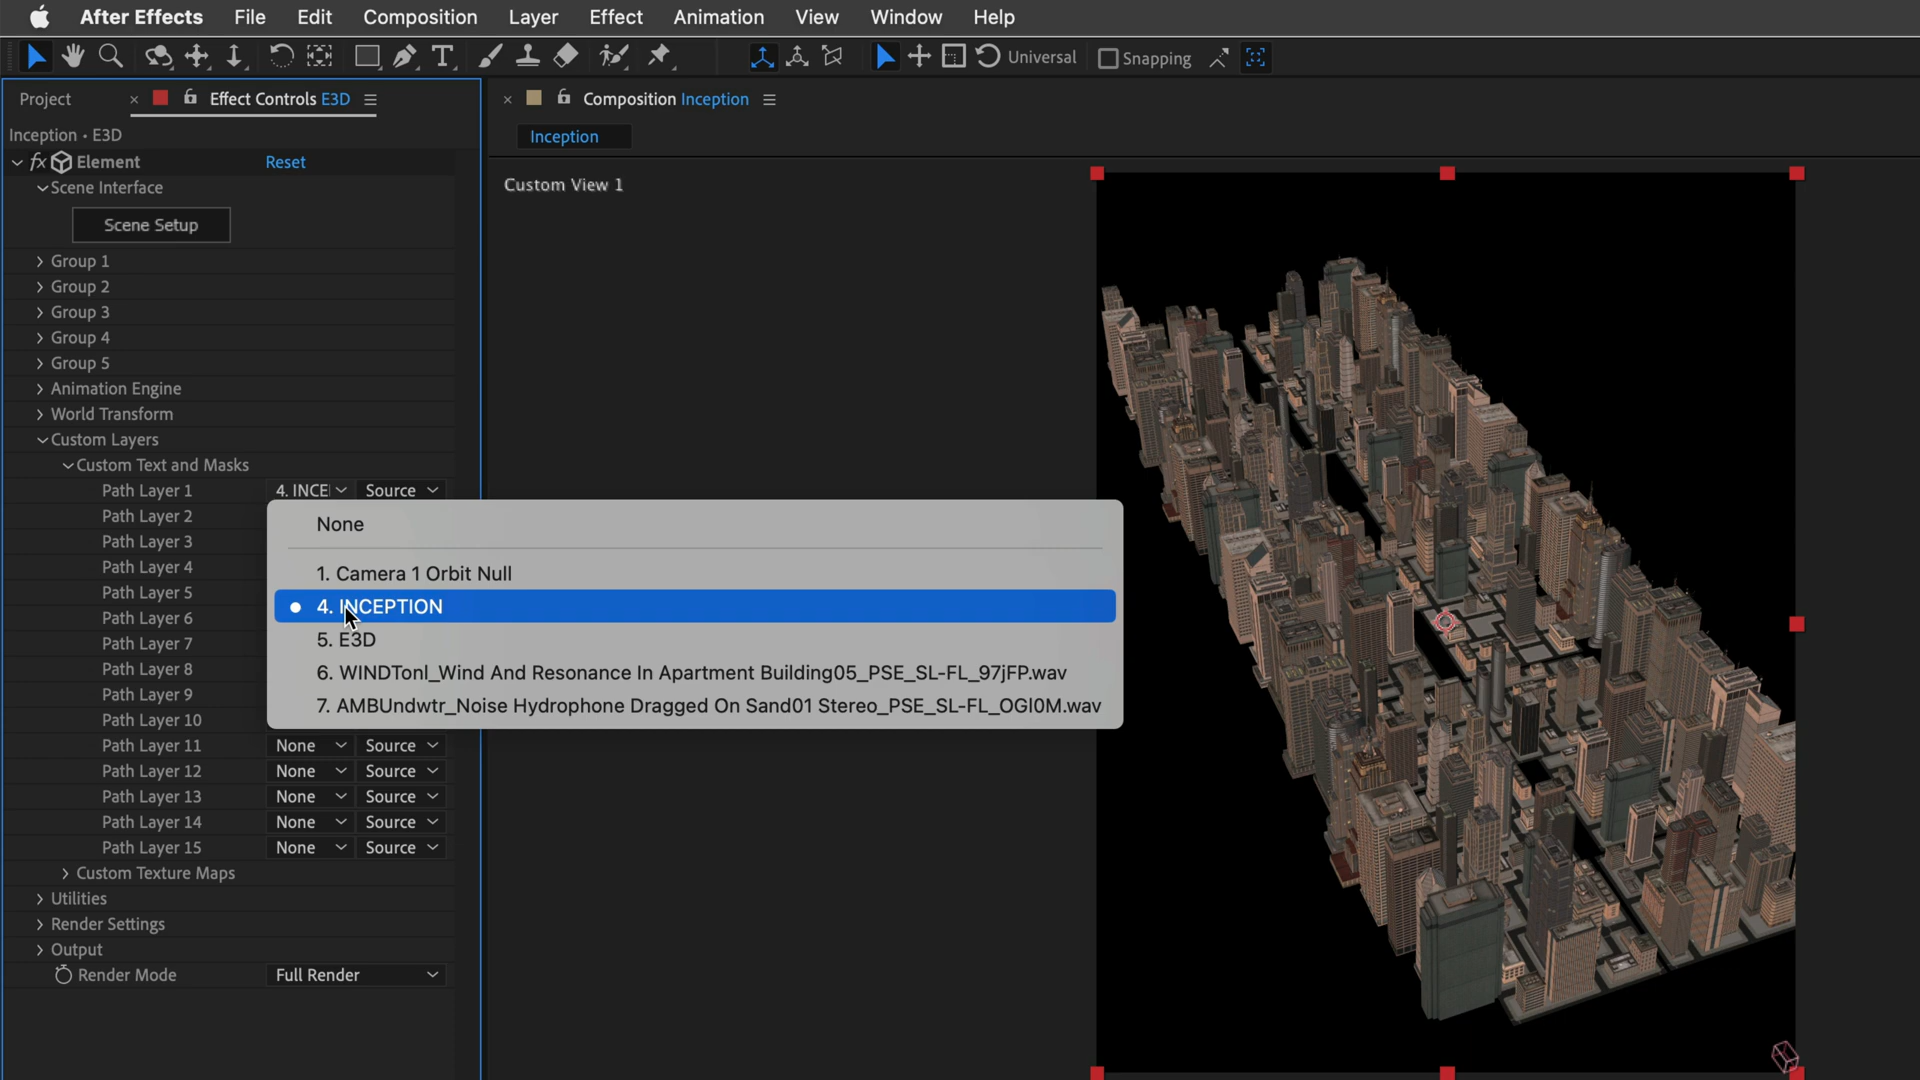 After Effects File Edit Composition Layer Effect Animation View Window Help
Universal Snapping
Project Effect Controls E3D
Composition Inception
Inception • E3D
Inception
fx Element Reset
Scene Interface
Custom View 1
Scene Setup
Group 1
Group 2
Group 3
Group 4
Group 5
Animation Engine
World Transform
Custom Layers
Custom Text and Masks
Path Layer 1 4. INCE Source
Path Layer 2
Path Layer 3
Path Layer 4
Path Layer 5
Path Layer 6
Path Layer 7
Path Layer 8
Path Layer 9
Path Layer 10
None
1. Camera 1 Orbit Null
4. INCEPTION
5. E3D
6. WINDTonl_Wind And Resonance In Apartment Building05_PSE_SL-FL_97jFP.wav
7. AMBUndwtr_Noise Hydrophone Dragged On Sand01 Stereo_PSE_SL-FL_OGl0M.wav
Path Layer 11 None Source
Path Layer 12 None Source
Path Layer 13 None Source
Path Layer 14 None Source
Path Layer 15 None Source
Custom Texture Maps
Utilities
Render Settings
Output
Render Mode Full Render